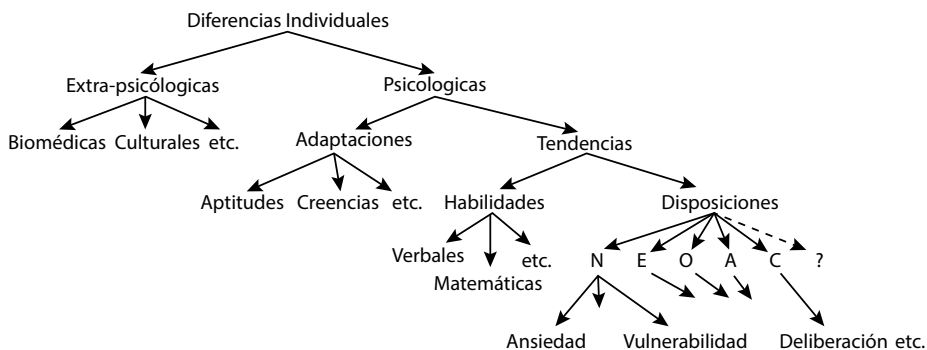 Diferencias Individuales
Extra-psicólogicas
Psicologicas
Biomédicas Culturales etc.
Adaptaciones
Tendencias
Aptitudes Creencias etc.
Habilidades
Disposiciones
Verbales
etc.
Matemáticas
N E O A C ?
Ansiedad
Vulnerabilidad
Deliberación etc.